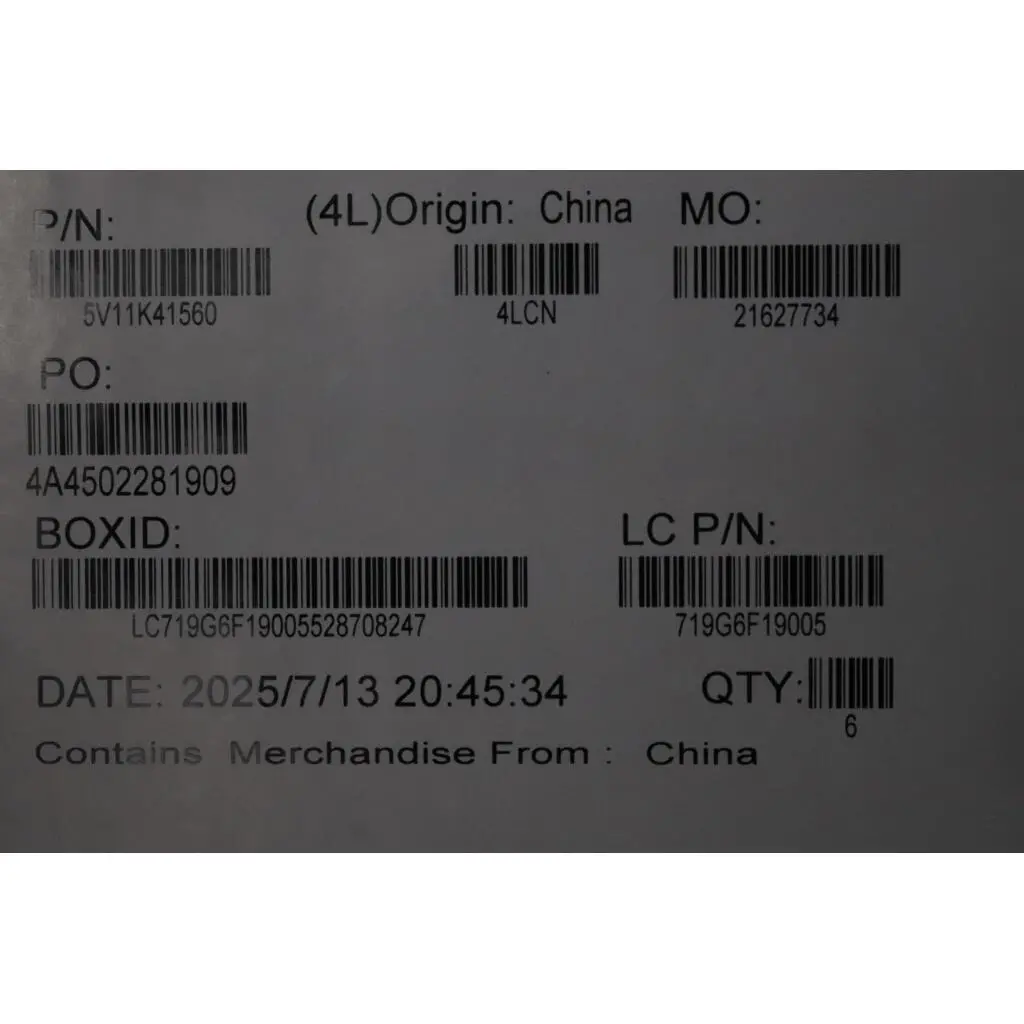 P/N: (4L)Origin: China MO:
5V11K41560 4LCN 21627734
PO:
4A4502281909
BOXID: LC P/N:
LC719G6F19005528708247 719G6F19005
DATE: 2025/7/13 20:45:34 QTY:
6
Contains Merchandise From : China